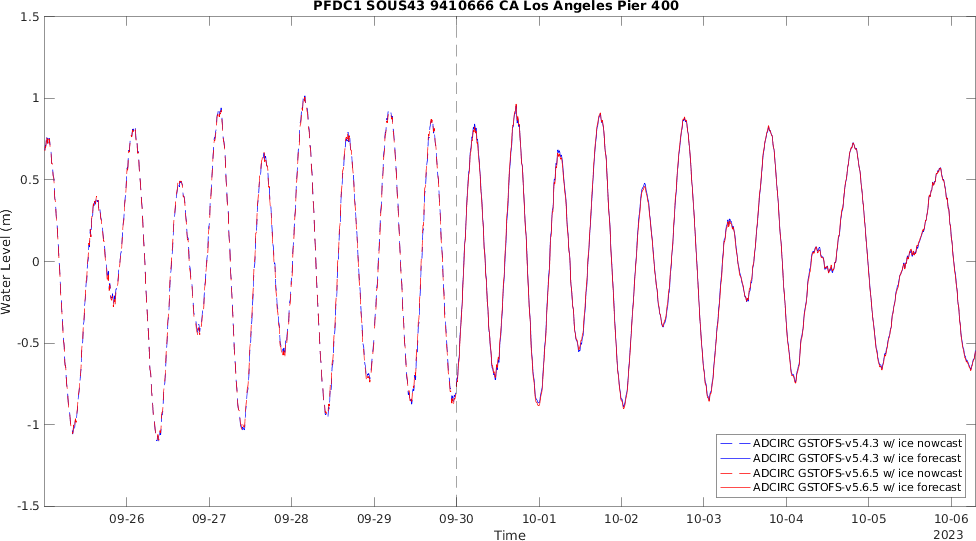 PFDC1 SOUS43 9410666 CA Los Angeles Pier 400
1.5
1
0.5
0
-0.5
-1
-1.5
Water Level (m)
09-26 09-27 09-28 09-29 09-30 10-01 10-02 10-03 10-04 10-05 10-06
2023
Time
ADCIRC GSTOFS-v5.4.3 w/ ice nowcast
ADCIRC GSTOFS-v5.4.3 w/ ice forecast
ADCIRC GSTOFS-v5.6.5 w/ ice nowcast
ADCIRC GSTOFS-v5.6.5 w/ ice forecast